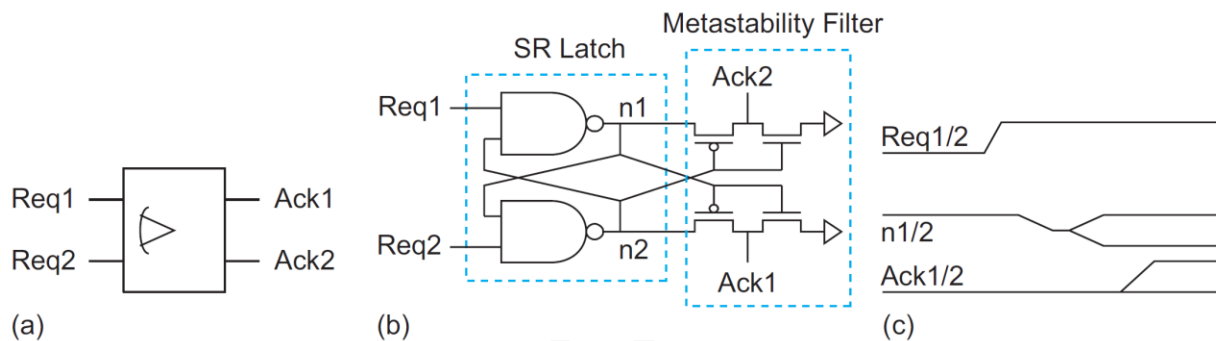 Metastability Filter
SR Latch
Req1
Ack2
n1
Req1
Ack1
Req2
Ack2
Req2
n2
Ack1
Req1/2
n1/2
Ack1/2
(a)
(b)
(c)